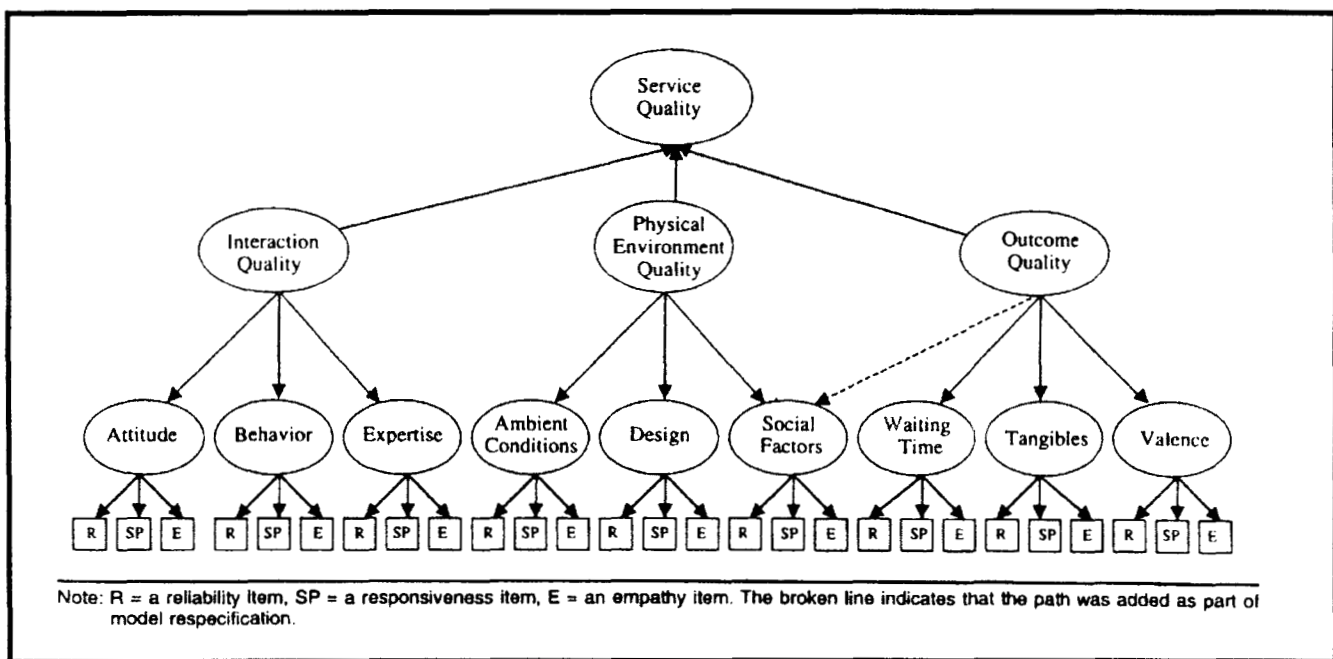 Service
Quality
Interaction
Quality
Physical
Environment
Quality
Outcome
Quality
Attitude
Behavior
Expertise
Ambient
Conditions
Design
Social
Factors
Waiting
Time
Tangibles
Valence
R SP E R SP E R SP E R SP E R SP E R SP E R SP E R SP E R SP E
Note: R = a reliability item, SP = a responsiveness item, E = an empathy item. The broken line indicates that the path was added as part of
model respecification.